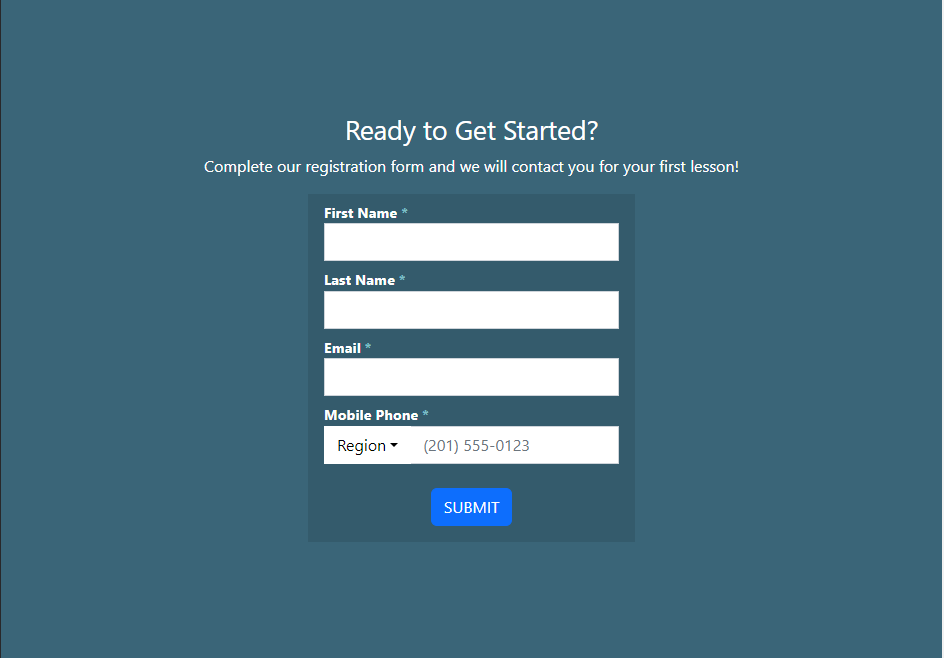 Ready to Get Started?
Complete our registration form and we will contact you for your first lesson!
First Name *
Last Name *
Email *
Mobile Phone *
Region (201) 555-0123
SUBMIT